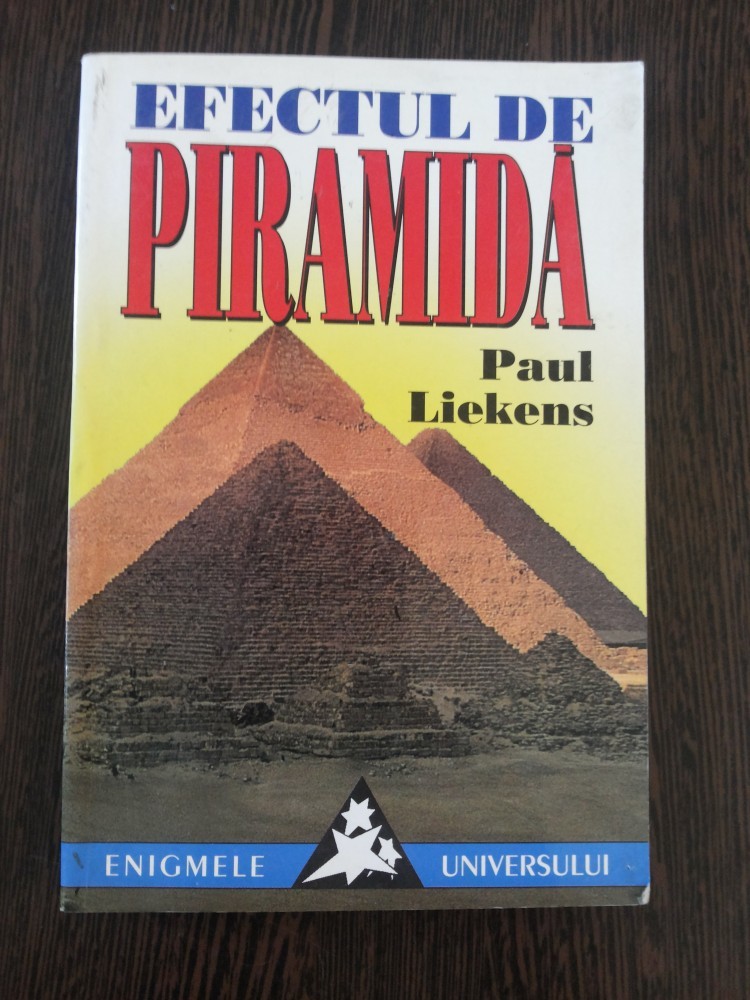 EFECTUL DE
PIRAMIDĂ
Paul
Liekens
ENIGMELE UNIVERSULUI